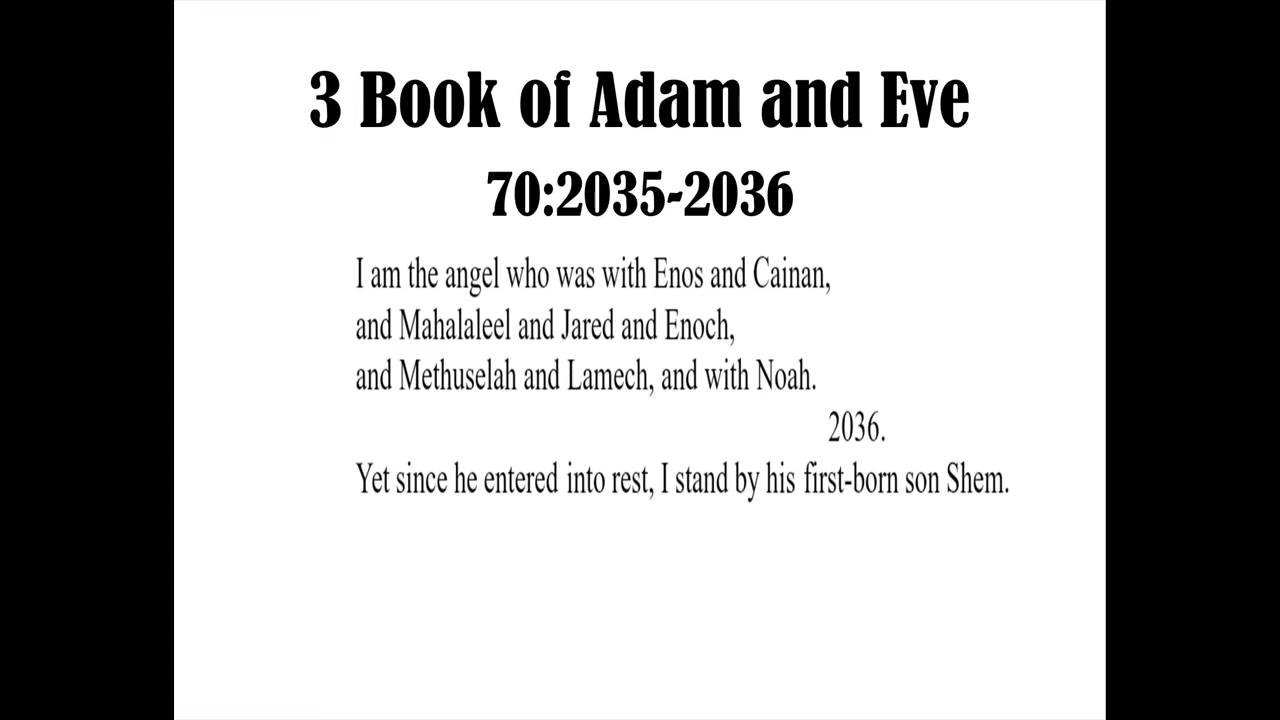 3 Book of Adam and Eve
70:2035-2036
I am the angel who was with Enos and Cainan,
and Mahalaleel and Jared and Enoch,
and Methuselah and Lamech, and with Noah.
2036.
Yet since he entered into rest, I stand by his first-born son Shem.